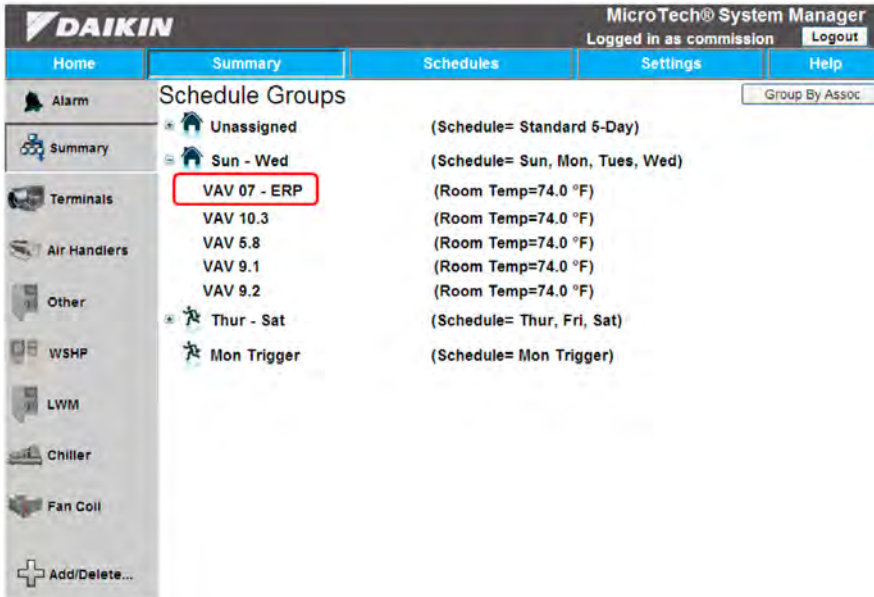 DAIKIN
MicroTech® System Manager
Logged in as commission Logout
Home Summary Schedules Settings Help
Alarm
Summary
Terminals
Air Handlers
Other
WSHP
LWM
Chiller
Fan Coil
Add/Delete...
Schedule Groups Group By Assoc
Unassigned (Schedule= Standard 5-Day)
Sun - Wed (Schedule= Sun, Mon, Tues, Wed)
VAV 07 - ERP (Room Temp=74.0 °F)
VAV 10.3 (Room Temp=74.0 °F)
VAV 5.8 (Room Temp=74.0 °F)
VAV 9.1 (Room Temp=74.0 °F)
VAV 9.2 (Room Temp=74.0 °F)
Thur - Sat (Schedule= Thur, Fri, Sat)
Mon Trigger (Schedule= Mon Trigger)